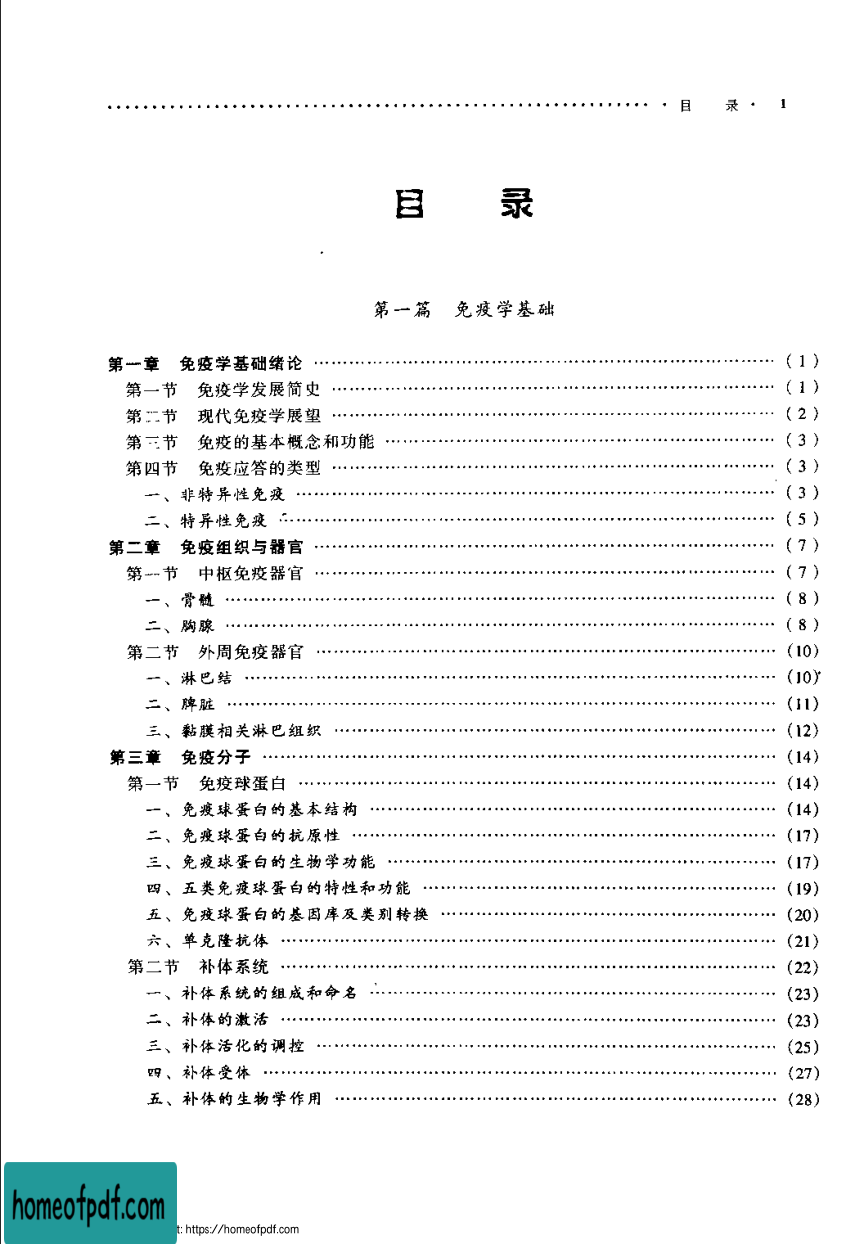 目 录 · 1
目 录
第一篇 免疫学基础
第一章 免疫学基础绪论 (1)
第一节 免疫学发展简史 (1)
第二节 现代免疫学展望 (2)
第三节 免疫的基本概念和功能 (3)
第四节 免疫应答的类型 (3)
一、非特异性免疫 (3)
二、特异性免疫 (5)
第二章 免疫组织与器官 (7)
第一节 中枢免疫器官 (7)
一、骨髓 (8)
二、胸腺 (8)
第二节 外周免疫器官 (10)
一、淋巴结 (10)
二、脾脏 (11)
三、黏膜相关淋巴组织 (12)
第三章 免疫分子 (14)
第一节 免疫球蛋白 (14)
一、免疫球蛋白的基本结构 (14)
二、免疫球蛋白的抗原性 (17)
三、免疫球蛋白的生物学功能 (17)
四、五类免疫球蛋白的特性和功能 (19)
五、免疫球蛋白的基因库及类别转换 (20)
六、单克隆抗体 (21)
第二节 补体系统 (22)
一、补体系统的组成和命名 (23)
二、补体的激活 (23)
三、补体活化的调控 (25)
四、补体受体 (27)
五、补体的生物学作用 (28)
homeofpdf.com
t: https://homeofpdf.com